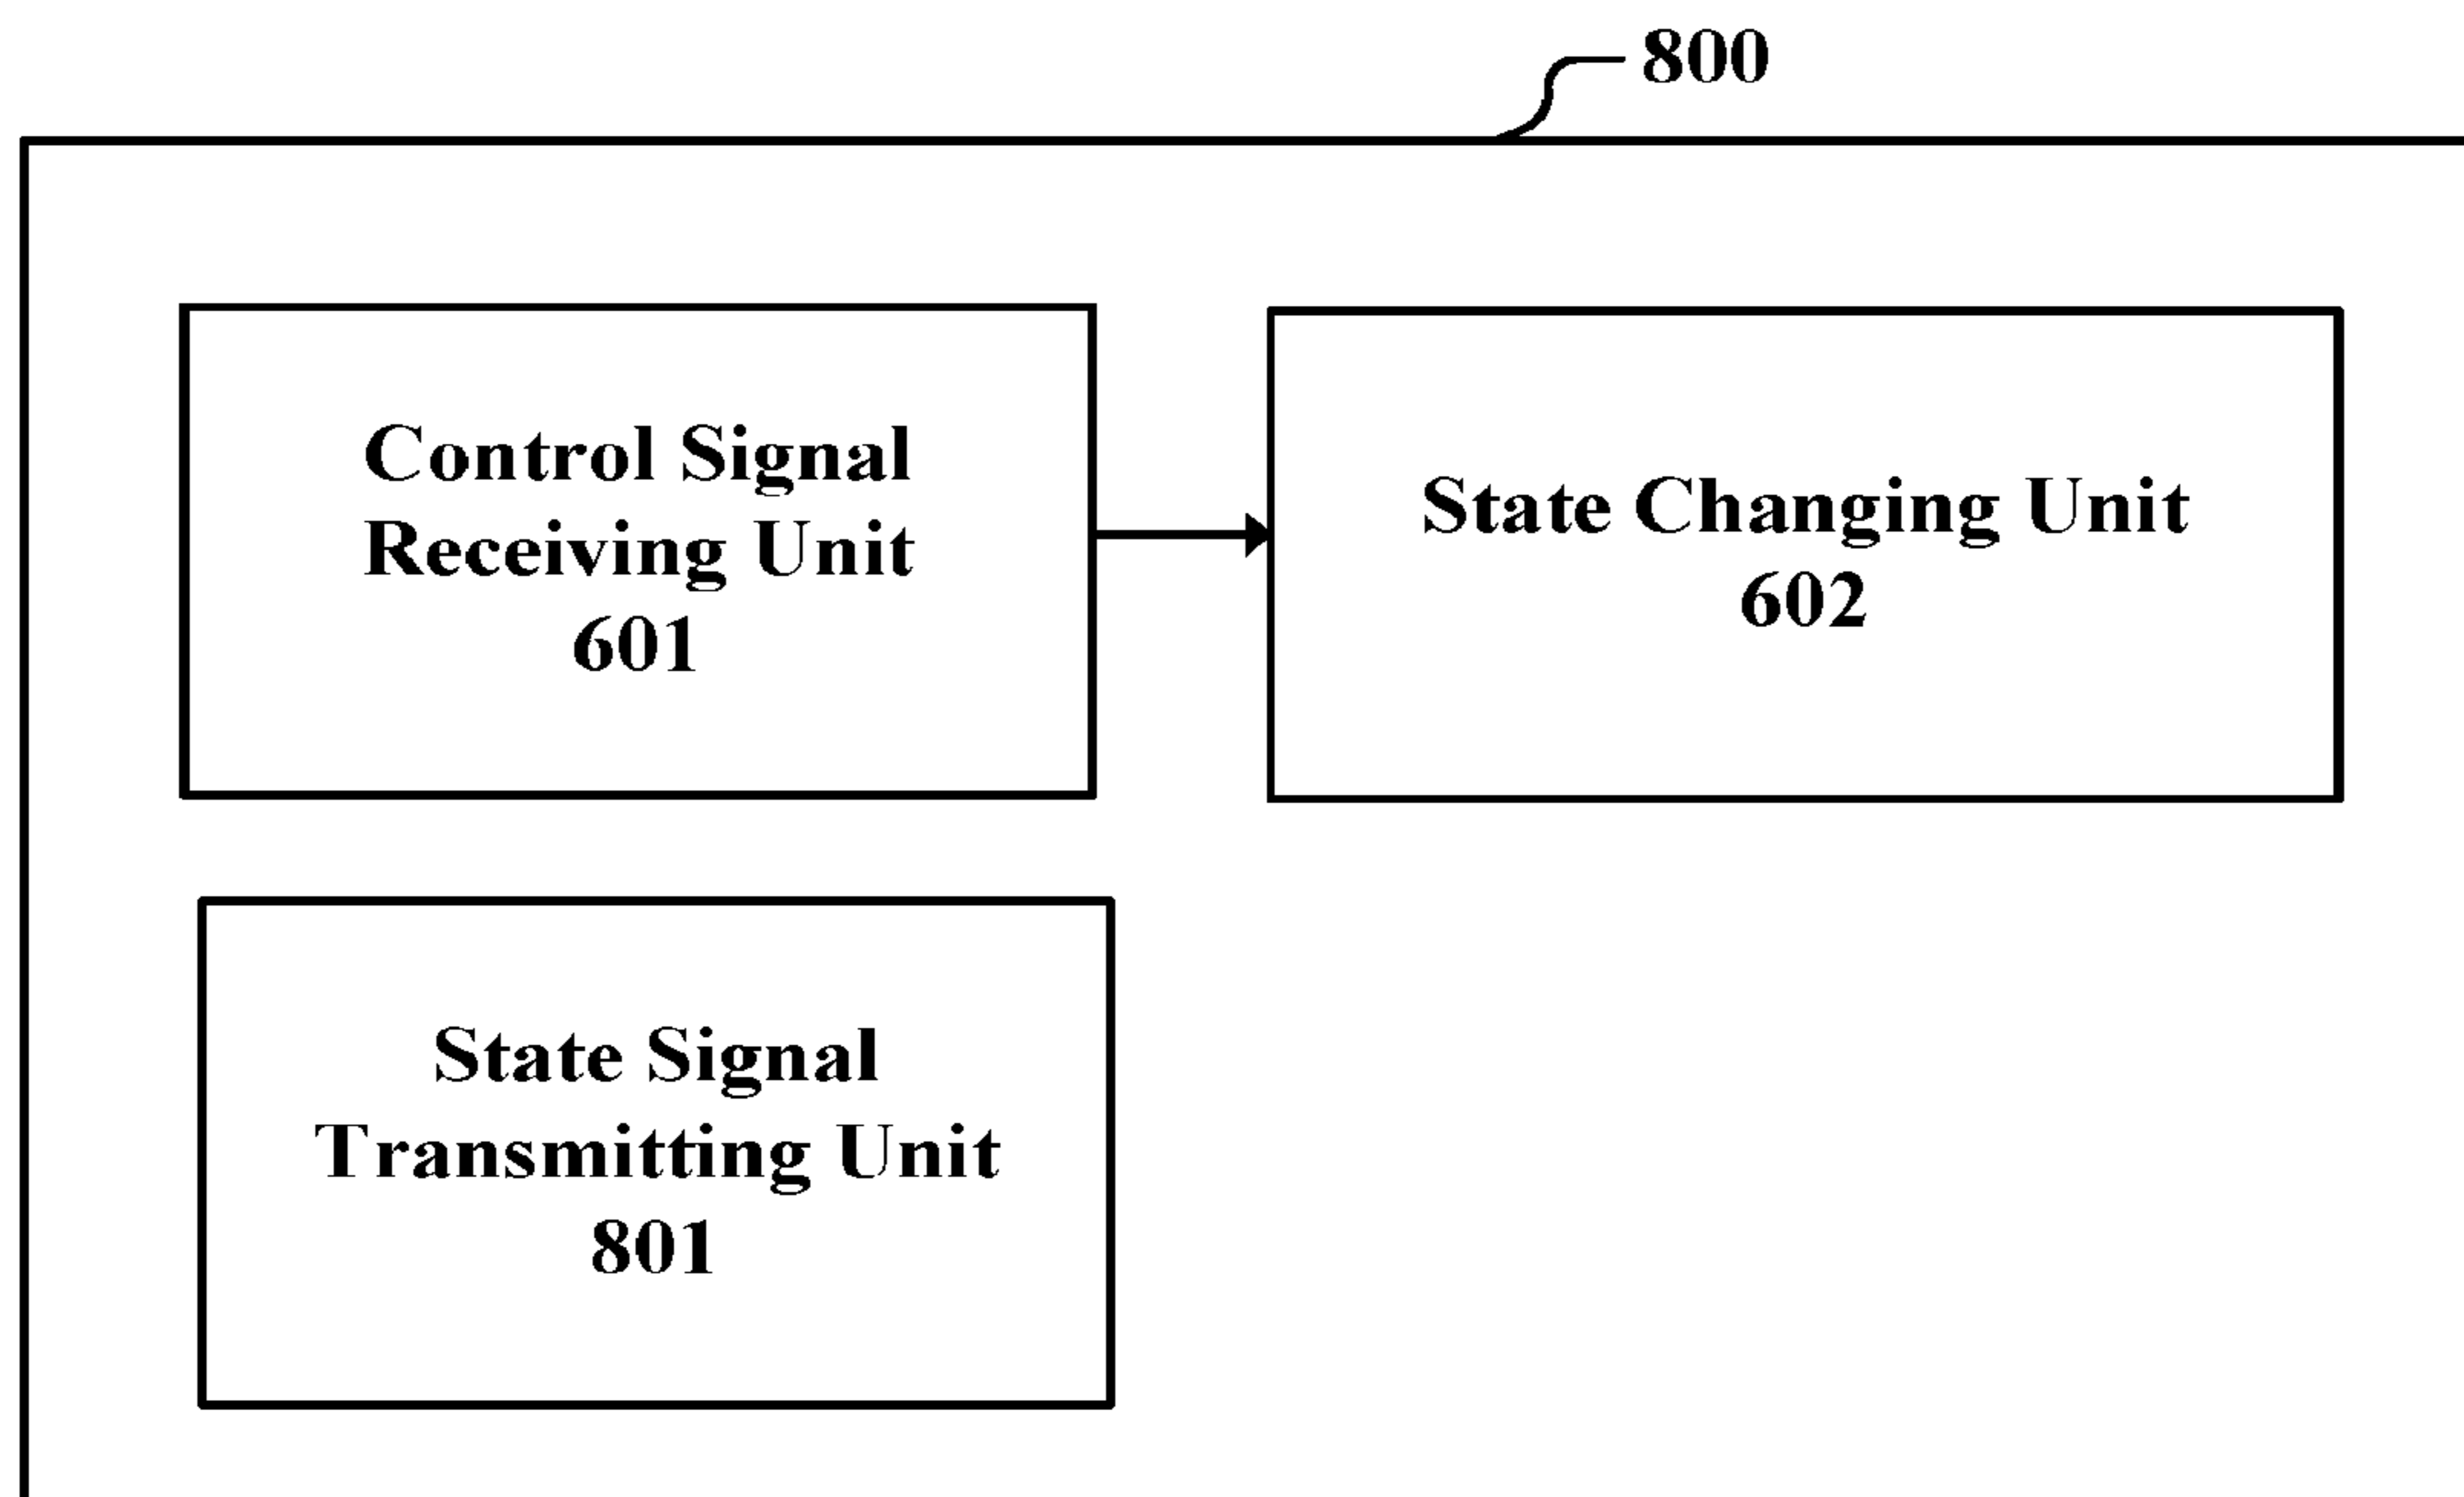 800
Control Signal
Receiving Unit
601
State Changing Unit
602
State Signal
Transmitting Unit
801